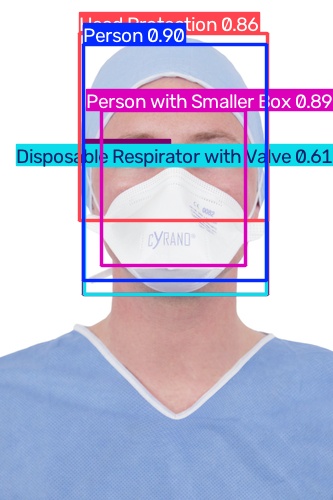 Head Protection 0.86
Person 0.90
Person with Smaller Box 0.89
Disposable Respirator with Valve 0.61
CYRANO®